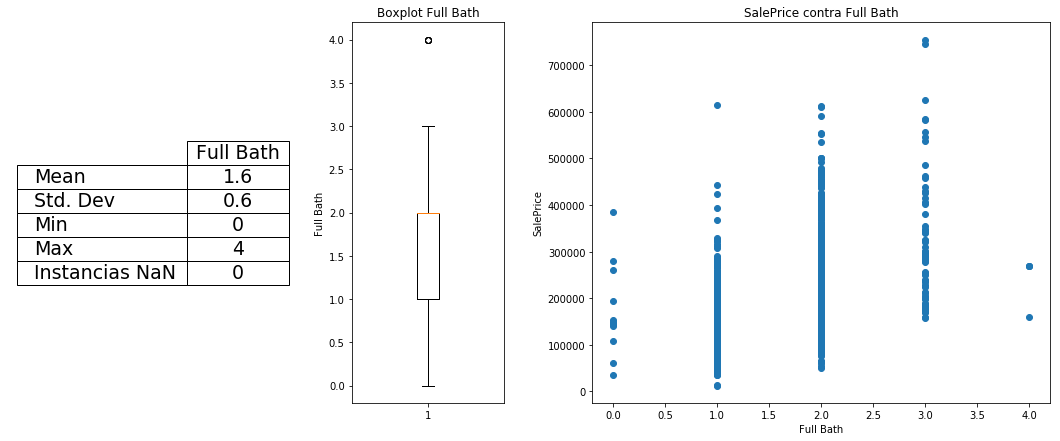 Full Bath
Mean 1.6
Std. Dev 0.6
Min 0
Max 4
Instancias NaN 0
Boxplot Full Bath
4.0
3.5
3.0
2.5
2.0
1.5
1.0
0.5
0.0
Full Bath
1
SalePrice contra Full Bath
700000
600000
500000
400000
300000
200000
100000
0
SalePrice
0.0 0.5 1.0 1.5 2.0 2.5 3.0 3.5 4.0
Full Bath